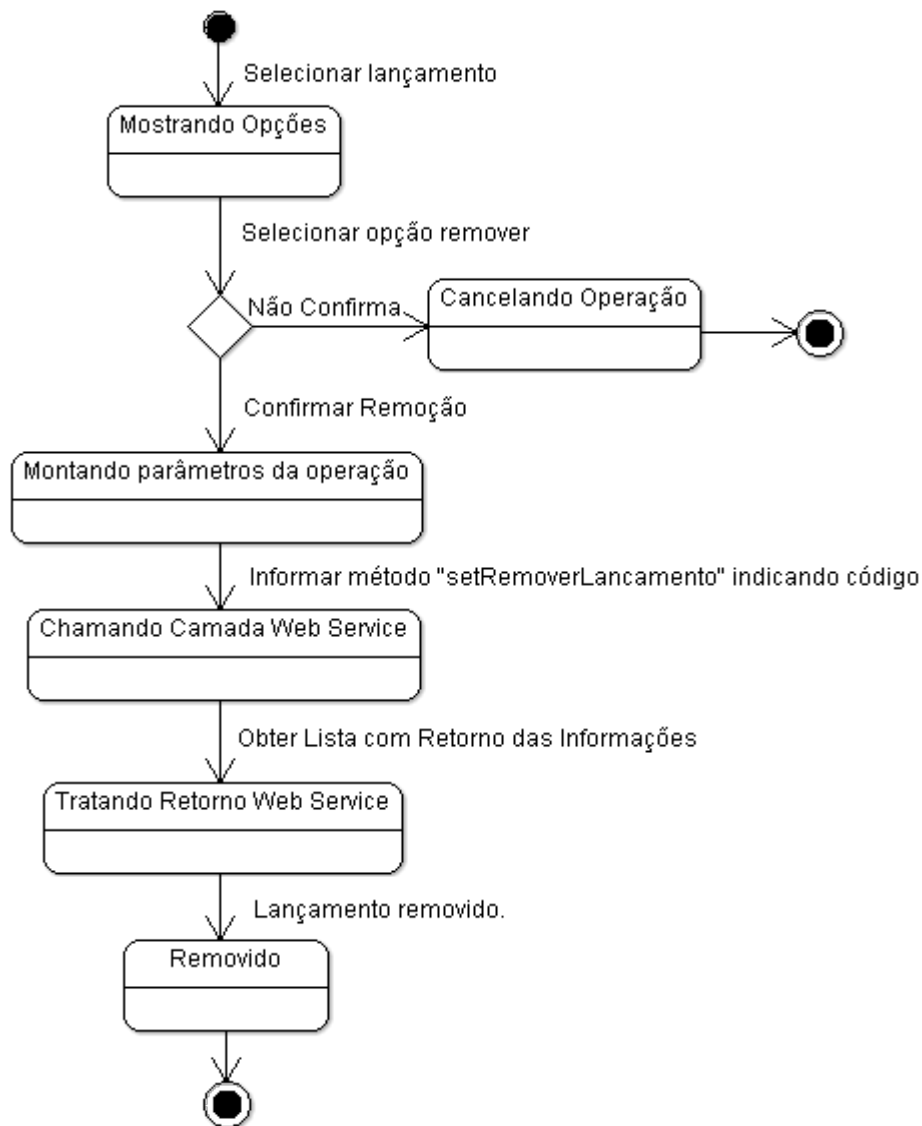 Selecionar lançamento
Mostrando Opções
Selecionar opção remover
Não Confirma
Cancelando Operação
Confirmar Remoção
Montando parâmetros da operação
Informar método "setRemoverLancamento" indicando código
Chamando Camada Web Service
Obter Lista com Retorno das Informações
Tratando Retorno Web Service
Lançamento removido.
Removido